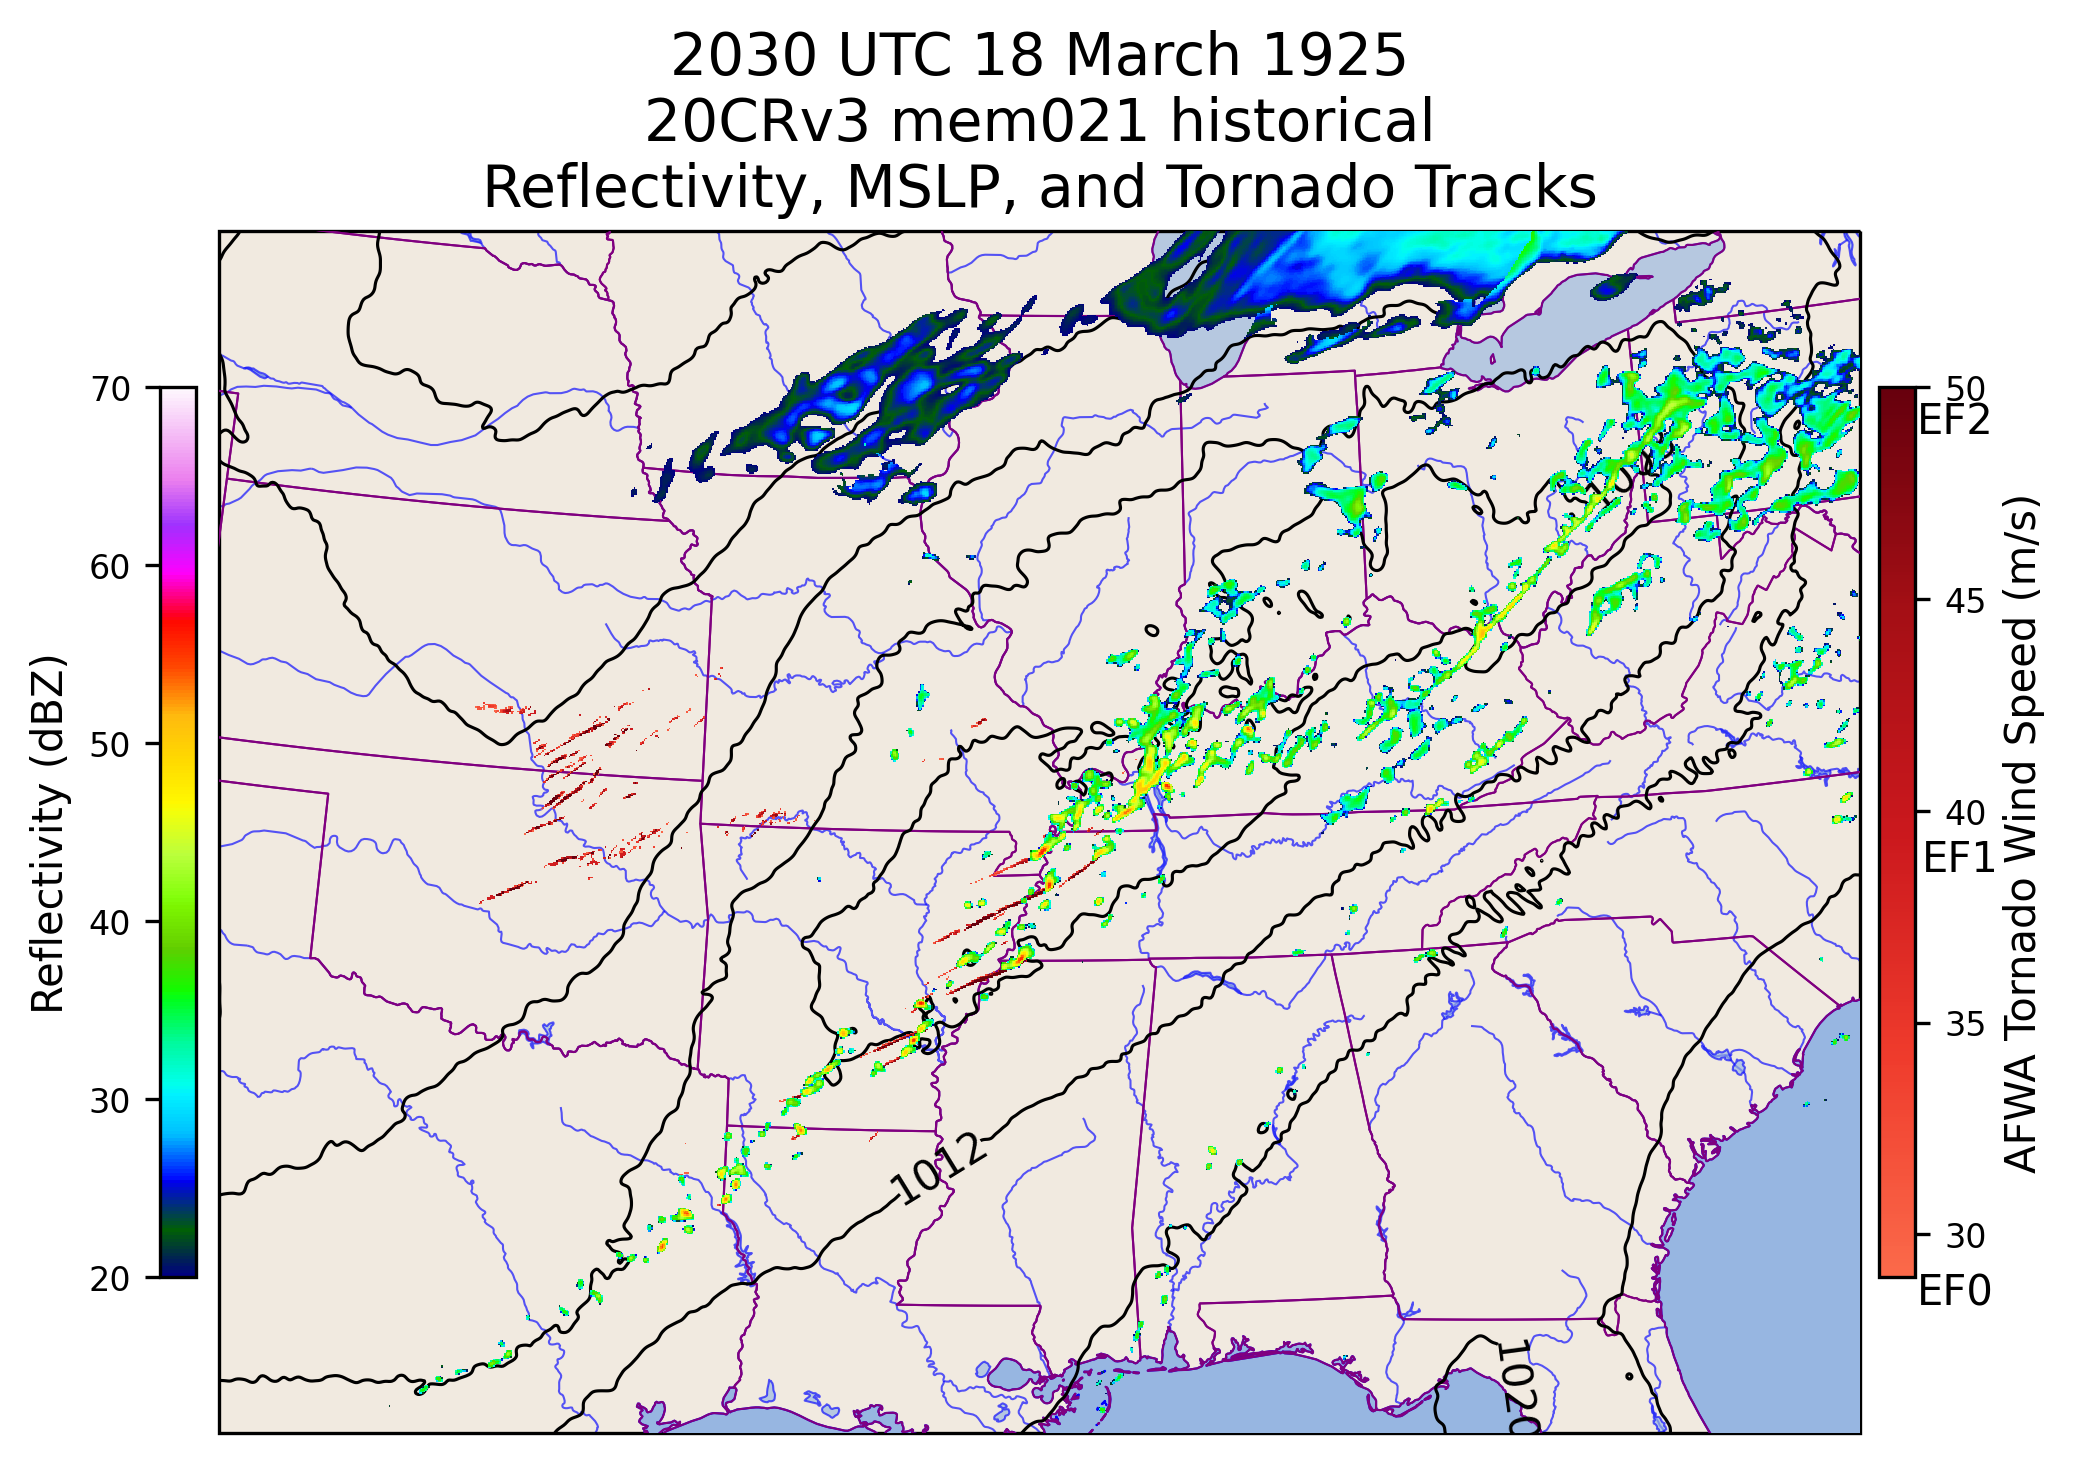 2030 UTC 18 March 1925
20CRv3 mem021 historical
Reflectivity, MSLP, and Tornado Tracks
Reflectivity (dBZ)
70
60
50
40
30
20
1012
1020
50
EF2
45
40
EF1
35
30
EF0
AFWA Tornado Wind Speed (m/s)